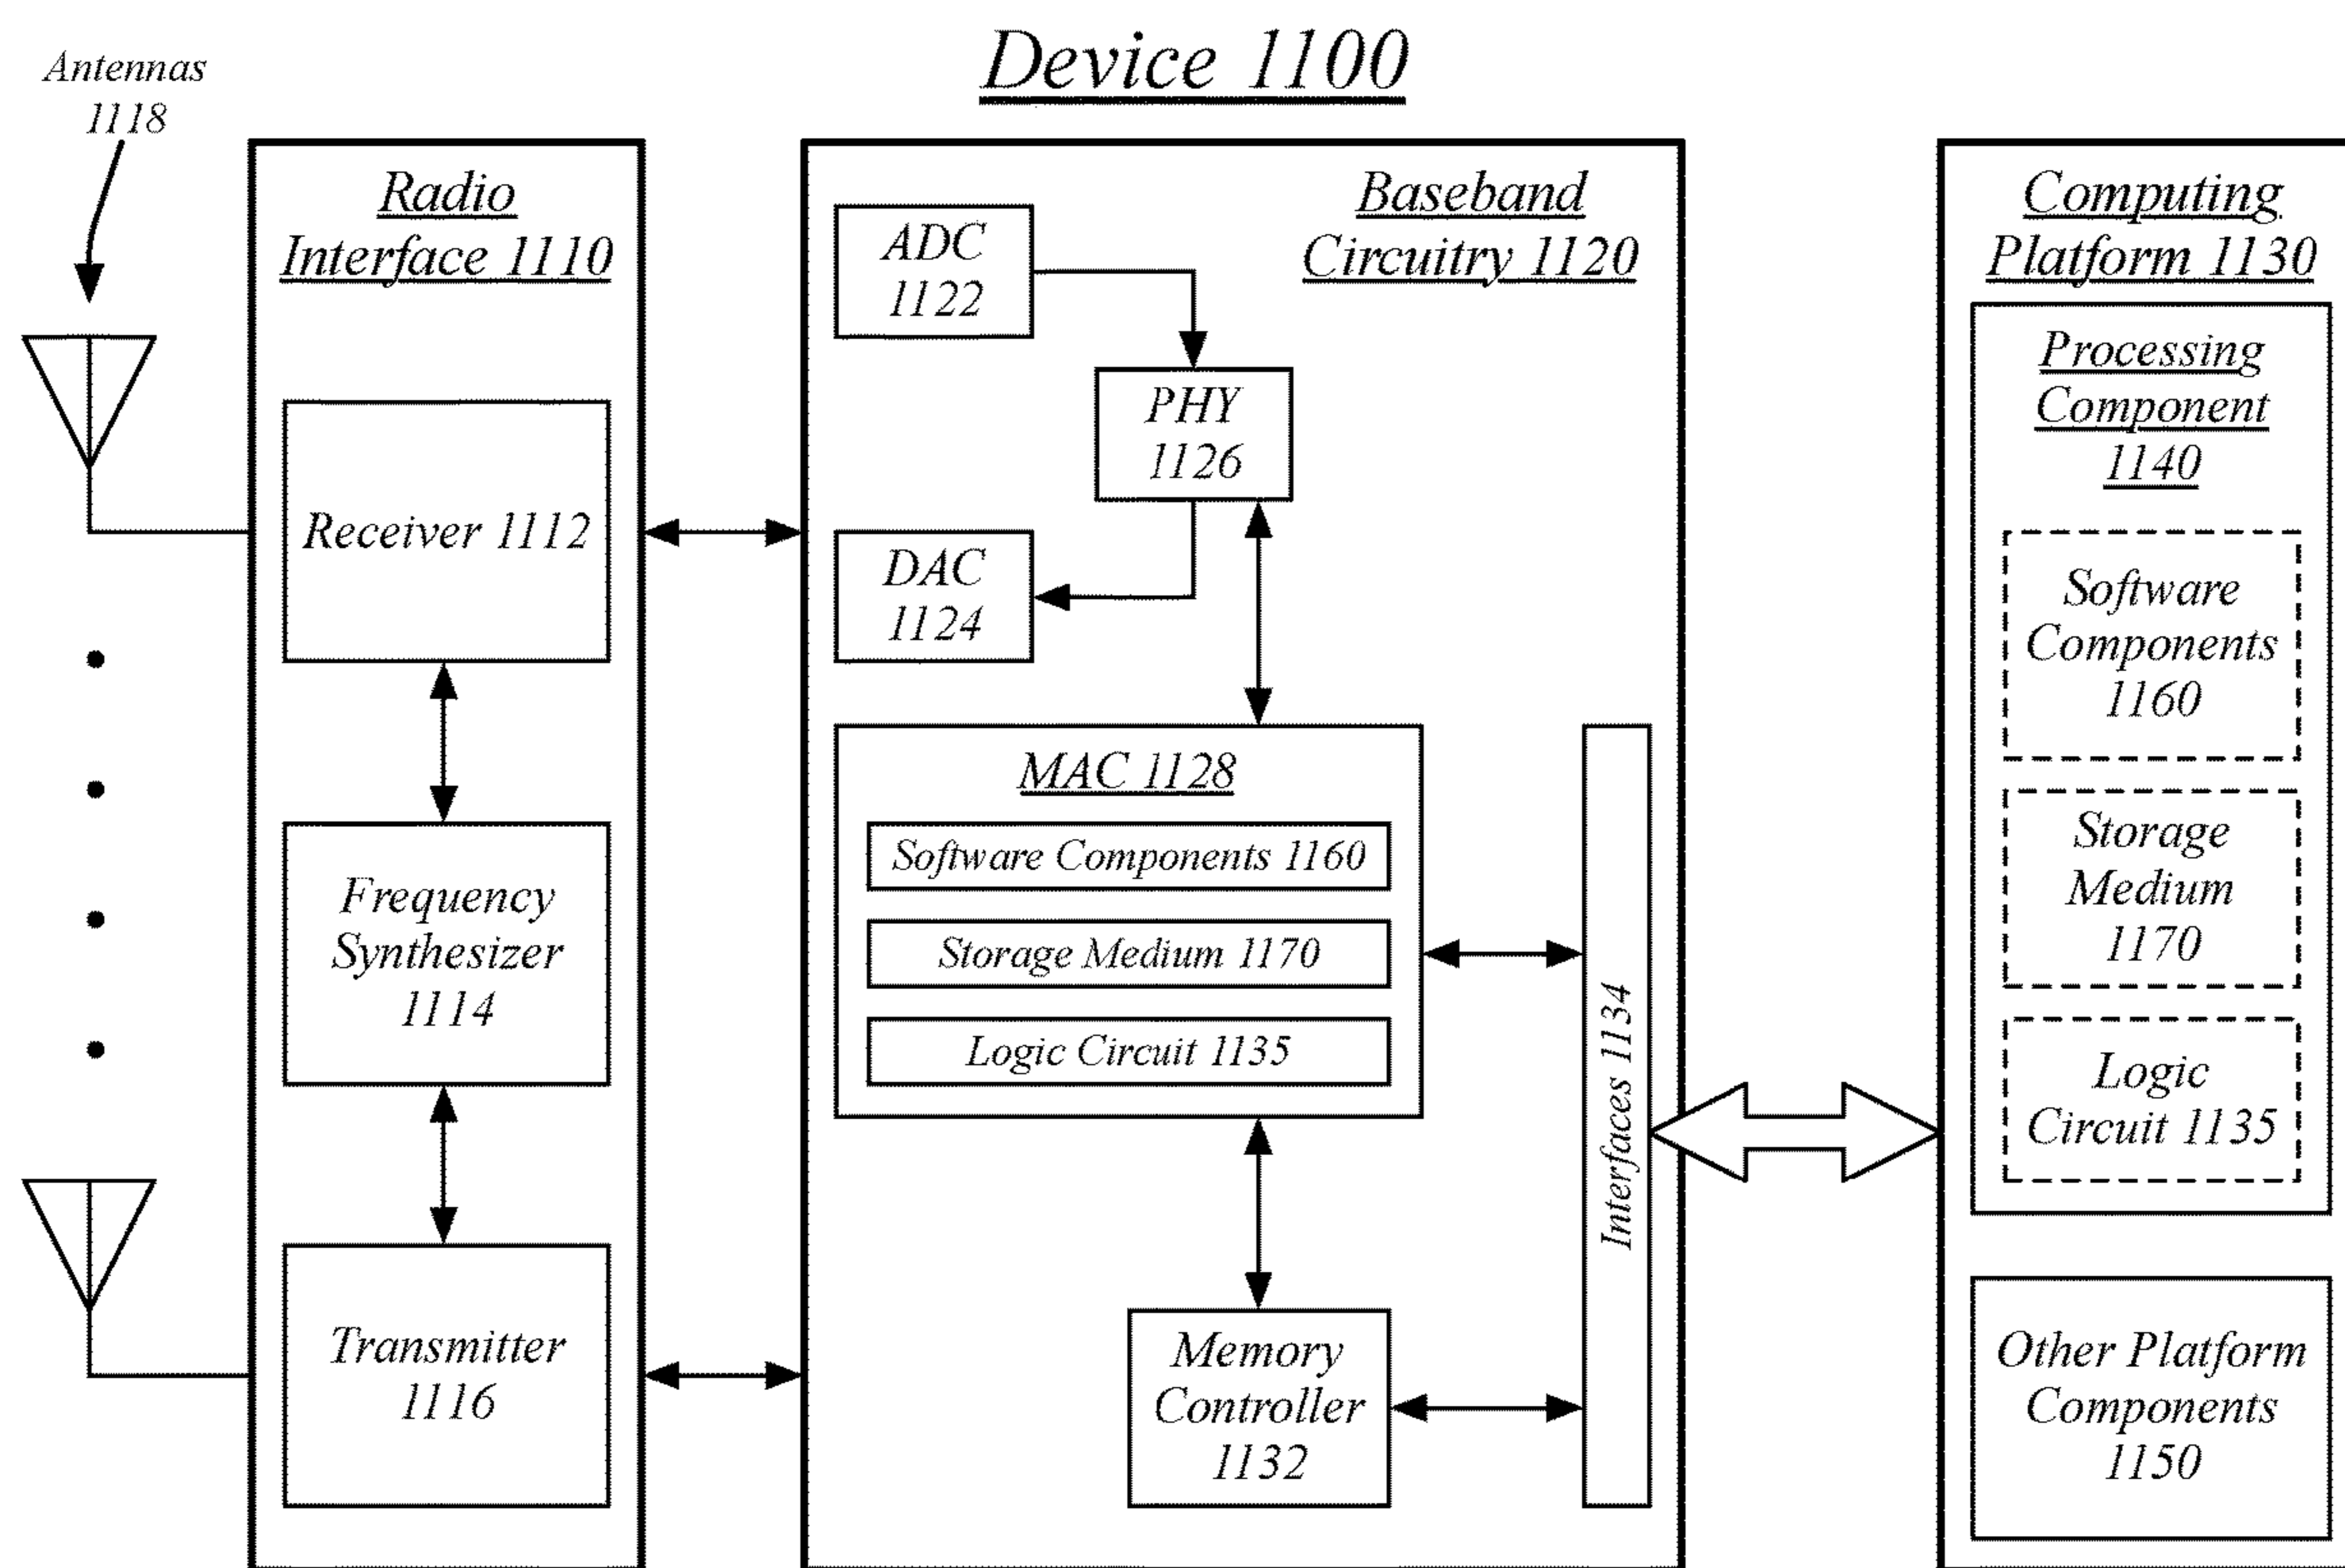 Device 1100
Antennas
1118
Radio
Interface 1110
Receiver 1112
Frequency
Synthesizer
1114
Transmitter
1116
Baseband
Circuitry 1120
ADC
1122
PHY
1126
DAC
1124
MAC 1128
Software Components 1160
Storage Medium 1170
Logic Circuit 1135
Interfaces 1134
Memory
Controller
1132
Computing
Platform 1130
Processing
Component
1140
Software
Components
1160
Storage
Medium
1170
Logic
Circuit 1135
Other Platform
Components
1150